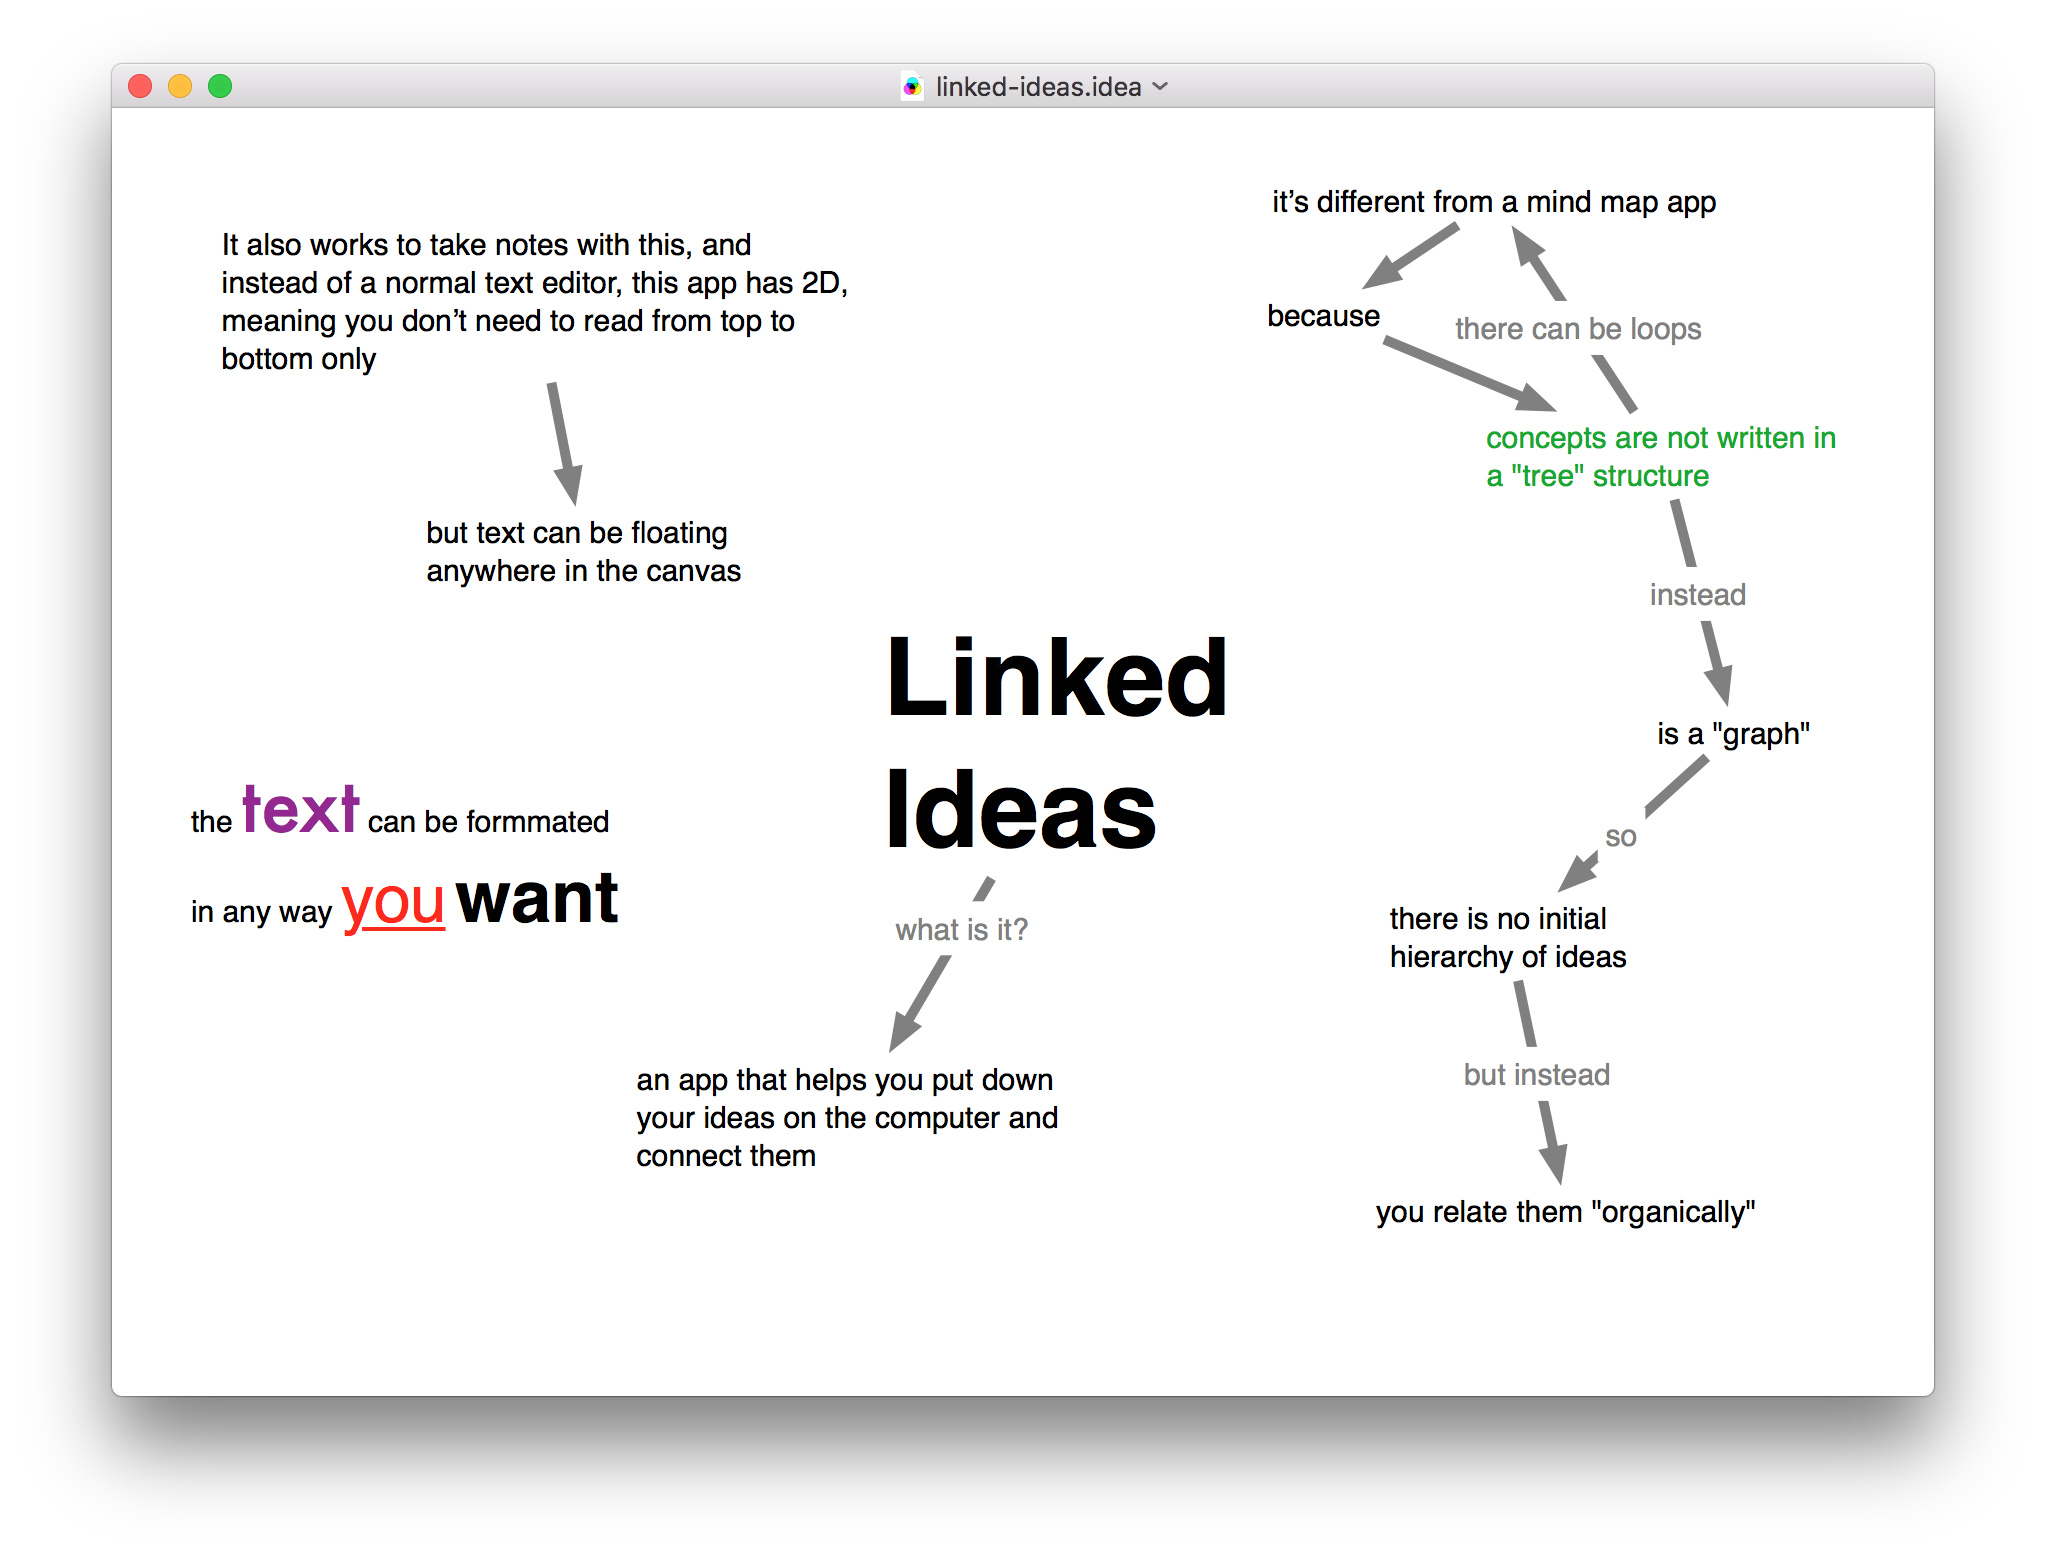 linked-ideas.idea
It also works to take notes with this, and
instead of a normal text editor, this app has 2D,
meaning you don’t need to read from top to
bottom only
but text can be floating
anywhere in the canvas
the text can be formmated
in any way you want
Linked
Ideas
what is it?
an app that helps you put down
your ideas on the computer and
connect them
it’s different from a mind map app
because
there can be loops
concepts are not written in
a "tree" structure
instead
is a "graph"
so
there is no initial
hierarchy of ideas
but instead
you relate them "organically"